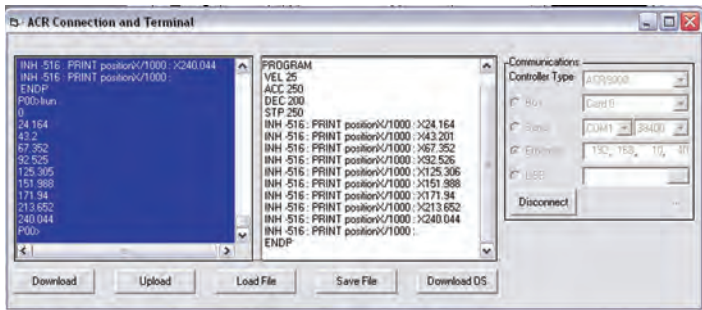 ACR Connection and Terminal
INH -516 : PRINT positionX/1000 : X240.044
INH -516 : PRINT positionX/1000 :
ENDP
P00>lrun
0
24.164
43.2
67.352
92.525
125.305
151.988
171.94
213.652
240.044
P00>
PROGRAM
VEL 25
ACC 250
DEC 200
STP 250
INH -516 : PRINT positionX/1000 : X24.164
INH -516 : PRINT positionX/1000 : X43.201
INH -516 : PRINT positionX/1000 : X67.352
INH -516 : PRINT positionX/1000 : X92.526
INH -516 : PRINT positionX/1000 : X125.306
INH -516 : PRINT positionX/1000 : X151.988
INH -516 : PRINT positionX/1000 : X171.94
INH -516 : PRINT positionX/1000 : X213.652
INH -516 : PRINT positionX/1000 : X240.044
INH -516 : PRINT positionX/1000 :
ENDP
Communications
Controller Type ACR9000
Bus Card 0
Serial COM1 38400
Ethernet 192, 168, 10, 40
USB
Disconnect ...
Download Upload Load File Save File Download OS